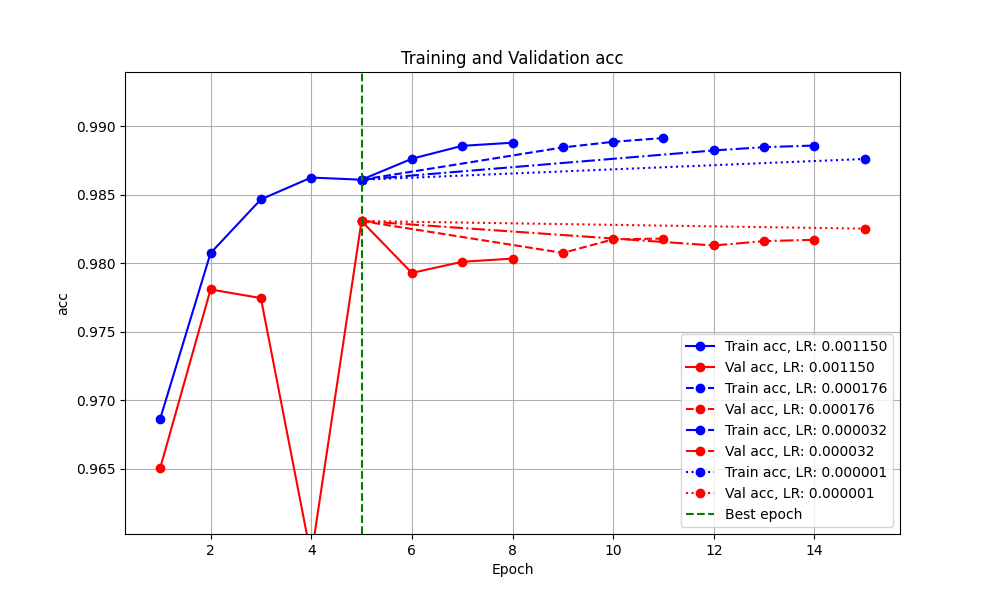 Training and Validation acc
acc
0.990
0.985
0.980
0.975
0.970
0.965
2
4
6
8
10
12
14
Epoch
Train acc, LR: 0.001150
Val acc, LR: 0.001150
Train acc, LR: 0.000176
Val acc, LR: 0.000176
Train acc, LR: 0.000032
Val acc, LR: 0.000032
Train acc, LR: 0.000001
Val acc, LR: 0.000001
Best epoch